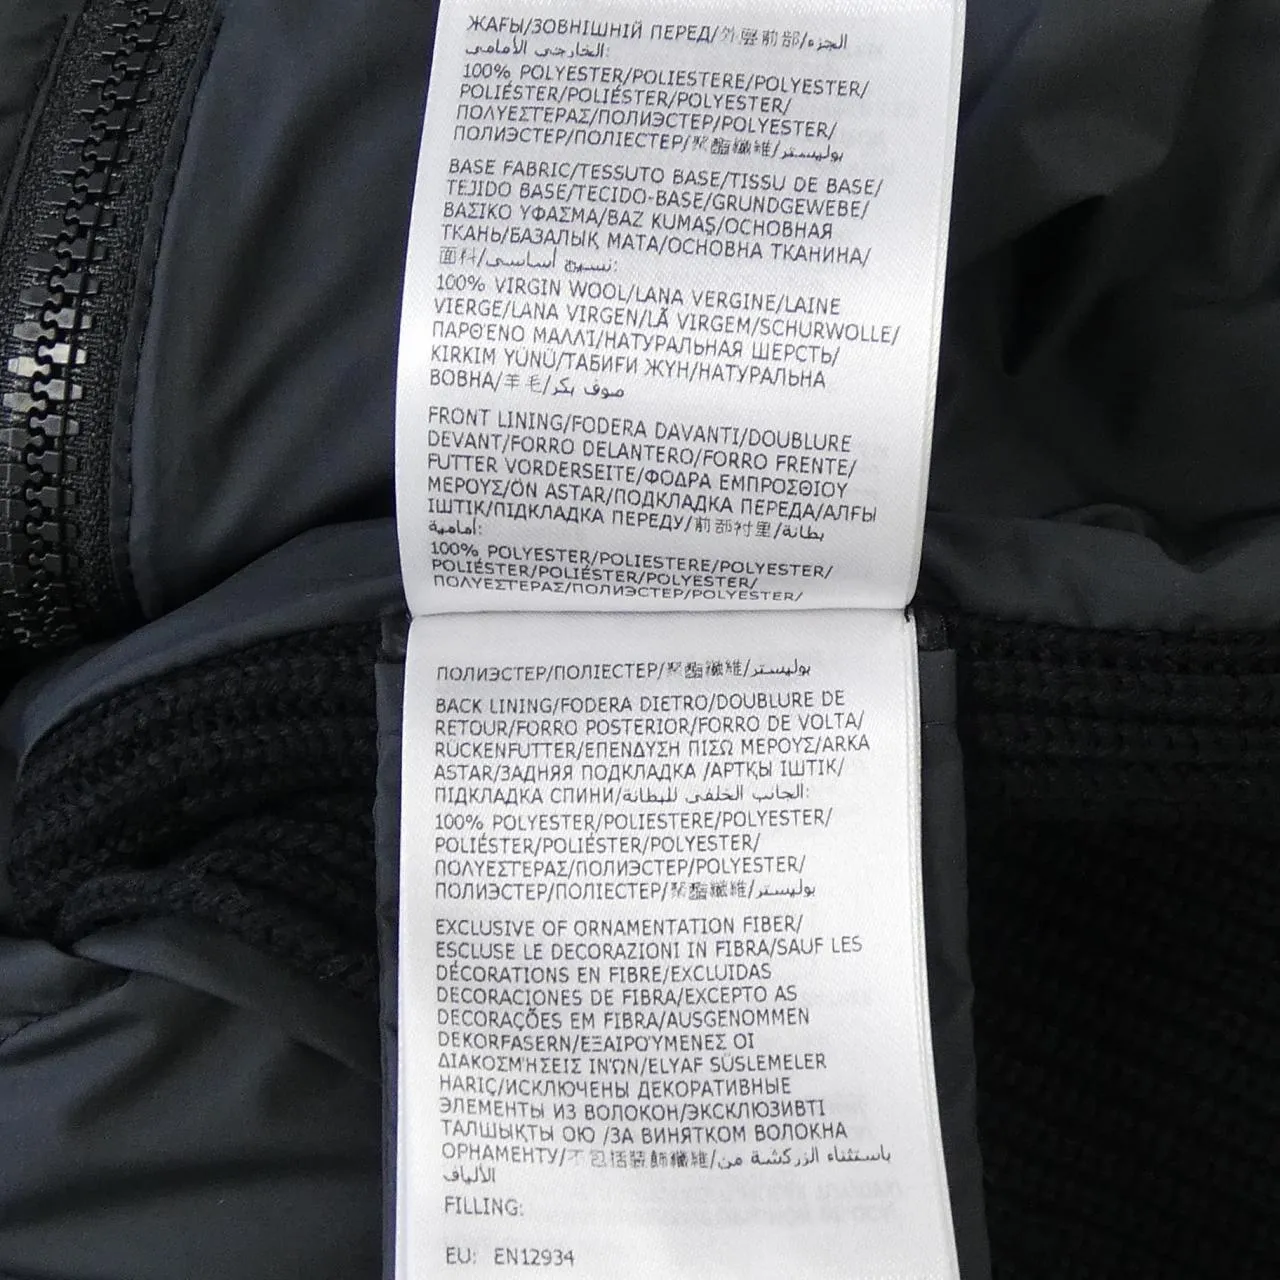 ЖАҒЫ/ЗОВНІШНІЙ ПЕРЕД/外竖前部/الجزء
الخارجي الأمامي:
100% POLYESTER/POLIESTERE/POLYESTER/
POLIÉSTER/POLIÉSTER/POLYESTER/
ΠΟΛΥΕΣΤΕΡΑΣ/ПОЛИЭСТЕР/POLYESTER/
ПОЛИЭСТЕР/ПОЛІЕСТЕР/聚酯纖維/بوليستر
BASE FABRIC/TESSUTO BASE/TISSU DE BASE/
TEJIDO BASE/TECIDO-BASE/GRUNDGEWEBE/
ΒΑΣΙΚΟ ΥΦΑΣΜΑ/BAZ KUMAŞ/ОСНОВНАЯ
ТКАНЬ/БАЗАЛЫҚ МАТА/ОСНОВНА ТКАНИНА/
面料/نسيج أساسي:
100% VIRGIN WOOL/LANA VERGINE/LAINE
VIERGE/LANA VIRGEN/LÃ VIRGEM/SCHURWOLLE/
ΠΑΡΘΈΝΟ ΜΑΛΛΊ/НАТУРАЛЬНАЯ ШЕРСТЬ/
KIRKIM YÜNÜ/ТАБИҒИ ЖҮН/НАТУРАЛЬНА
ВОВНА/羊毛/صوف بكر
FRONT LINING/FODERA DAVANTI/DOUBLURE
DEVANT/FORRO DELANTERO/FORRO FRENTE/
FUTTER VORDERSEITE/ΦΟΔΡΑ ΕΜΠΡΟΣΘΙΟΥ
ΜΕΡΟΥΣ/ÖN ASTAR/ПОДКЛАДКА ПЕРЕДА/АЛҒЫ
ІШТІК/ПІДКЛАДКА ПЕРЕДУ/前部衬里/بطانة
أمامية:
100% POLYESTER/POLIESTERE/POLYESTER/
POLIÉSTER/POLIÉSTER/POLYESTER/
ΠΟΛΥΕΣΤΕΡΑΣ/ПОЛИЭСТЕР/POLYESTER/
ПОЛИЭСТЕР/ПОЛІЕСТЕР/聚酯纖維/بوليستر
BACK LINING/FODERA DIETRO/DOUBLURE DE
RETOUR/FORRO POSTERIOR/FORRO DE VOLTA/
RÜCKENFUTTER/ΕΠΕΝΔΥΣΗ ΠΙΣΩ ΜΕΡΟΥΣ/ARKA
ASTAR/ЗАДНЯЯ ПОДКЛАДКА /АРТҚЫ ІШТІК/
ПІДКЛАДКА СПИНИ/الجانب الخلفي للبطانة:
100% POLYESTER/POLIESTERE/POLYESTER/
POLIÉSTER/POLIÉSTER/POLYESTER/
ΠΟΛΥΕΣΤΕΡΑΣ/ПОЛИЭСТЕР/POLYESTER/
ПОЛИЭСТЕР/ПОЛІЕСТЕР/聚酯纖維/بوليستر
EXCLUSIVE OF ORNAMENTATION FIBER/
ESCLUSE LE DECORAZIONI IN FIBRA/SAUF LES
DÉCORATIONS EN FIBRE/EXCLUIDAS
DECORACIONES DE FIBRA/EXCEPTO AS
DECORAÇÕES EM FIBRA/AUSGENOMMEN
DEKORFASERN/ΕΞΑΙΡΟΎΜΕΝΕΣ ΟΙ
ΔΙΑΚΟΣΜΉΣΕΙΣ ΙΝΏΝ/ELYAF SÜSLEMELER
HARİÇ/ИСКЛЮЧЕНЫ ДЕКОРАТИВНЫЕ
ЭЛЕМЕНТЫ ИЗ ВОЛОКОН/ЭКСКЛЮЗИВТІ
ТАЛШЫҚТЫ ОЮ /ЗА ВИНЯТКОМ ВОЛОКНА
ОРНАМЕНТУ/不包括裝飾纖維/باستثناء الزركشة من
الألياف
FILLING:
EU: EN12934